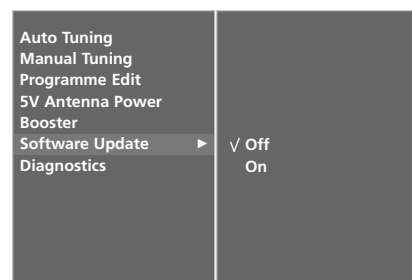 Auto Tuning
Manual Tuning
Programme Edit
5V Antenna Power
Booster
Software Update ►
√ Off
Diagnostics
On